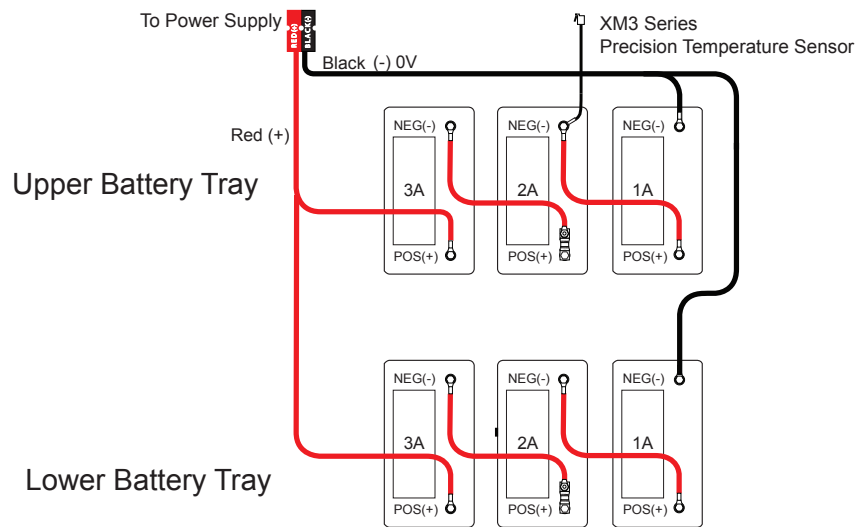 To Power Supply
RED(+)
BLACK(-)
XM3 Series
Precision Temperature Sensor
Black (-) 0V
Red (+)
Upper Battery Tray
NEG(-)
NEG(-)
NEG(-)
3A
2A
1A
POS(+)
POS(+)
POS(+)
Lower Battery Tray
NEG(-)
NEG(-)
NEG(-)
3A
2A
1A
POS(+)
POS(+)
POS(+)